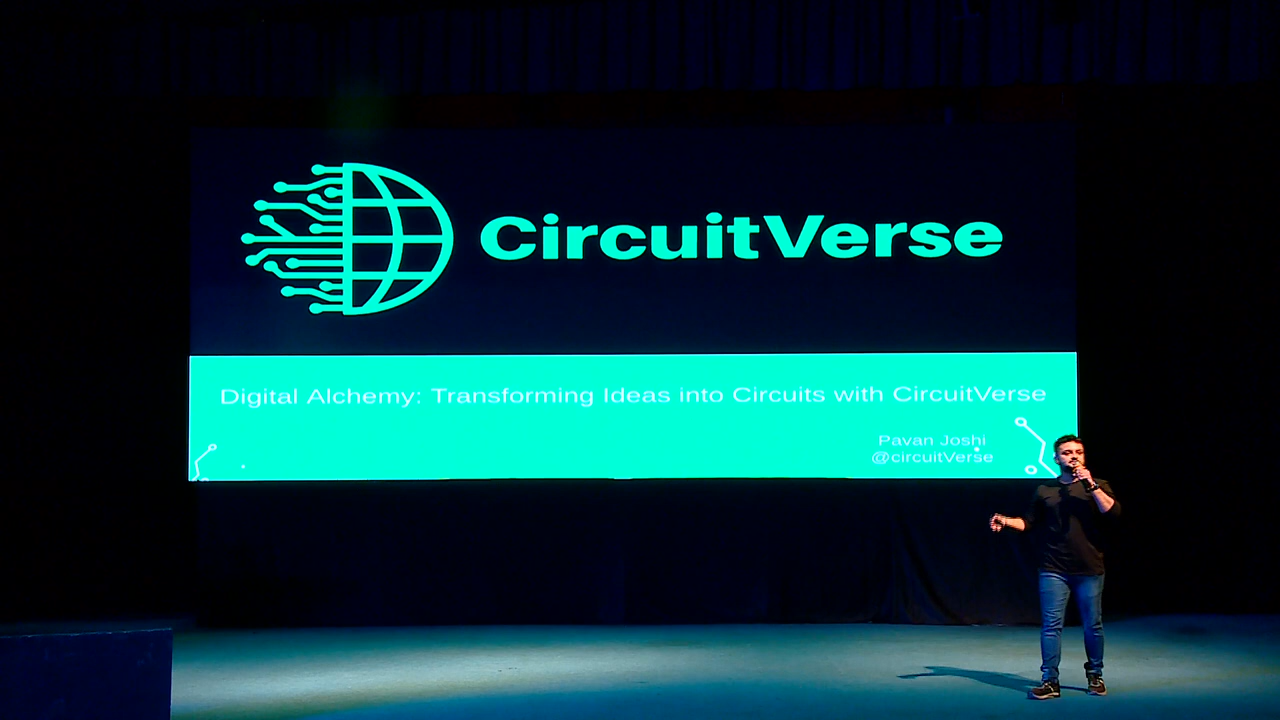 CircuitVerse
Digital Alchemy: Transforming Ideas into Circuits with CircuitVerse
Pavan Joshi
@circuitVerse